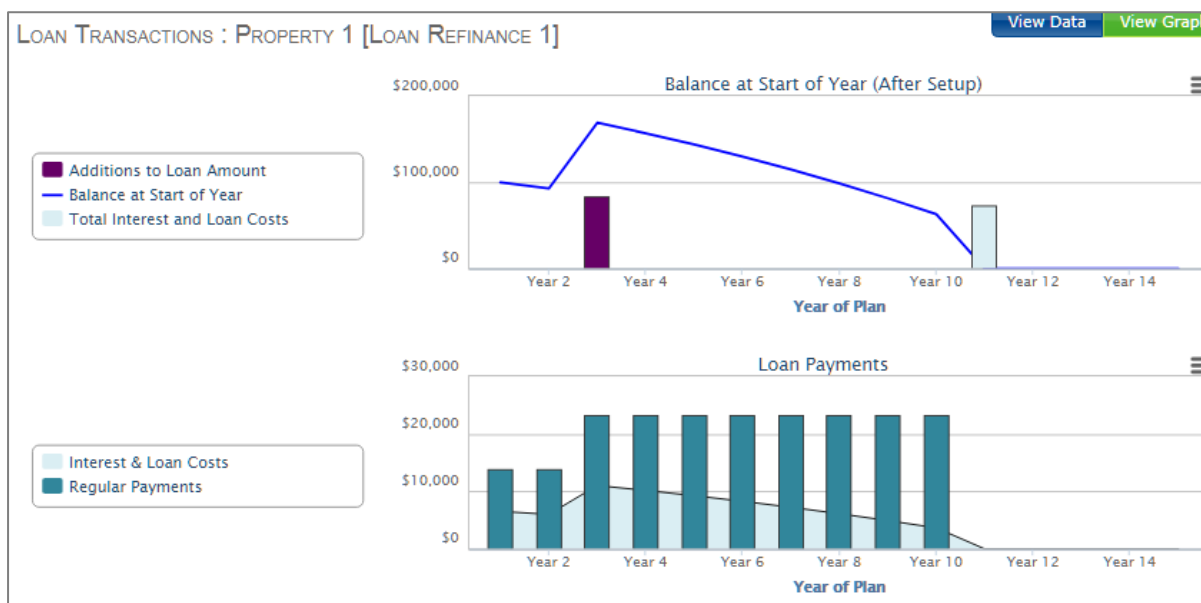 Loan Transactions : Property 1 [Loan Refinance 1]
View Data
View Grap
Balance at Start of Year (After Setup)
$200,000
$100,000
$0
Additions to Loan Amount
Balance at Start of Year
Total Interest and Loan Costs
Year 2 Year 4 Year 6 Year 8 Year 10 Year 12 Year 14
Year of Plan
Loan Payments
$30,000
$20,000
$10,000
$0
Interest & Loan Costs
Regular Payments
Year 2 Year 4 Year 6 Year 8 Year 10 Year 12 Year 14
Year of Plan